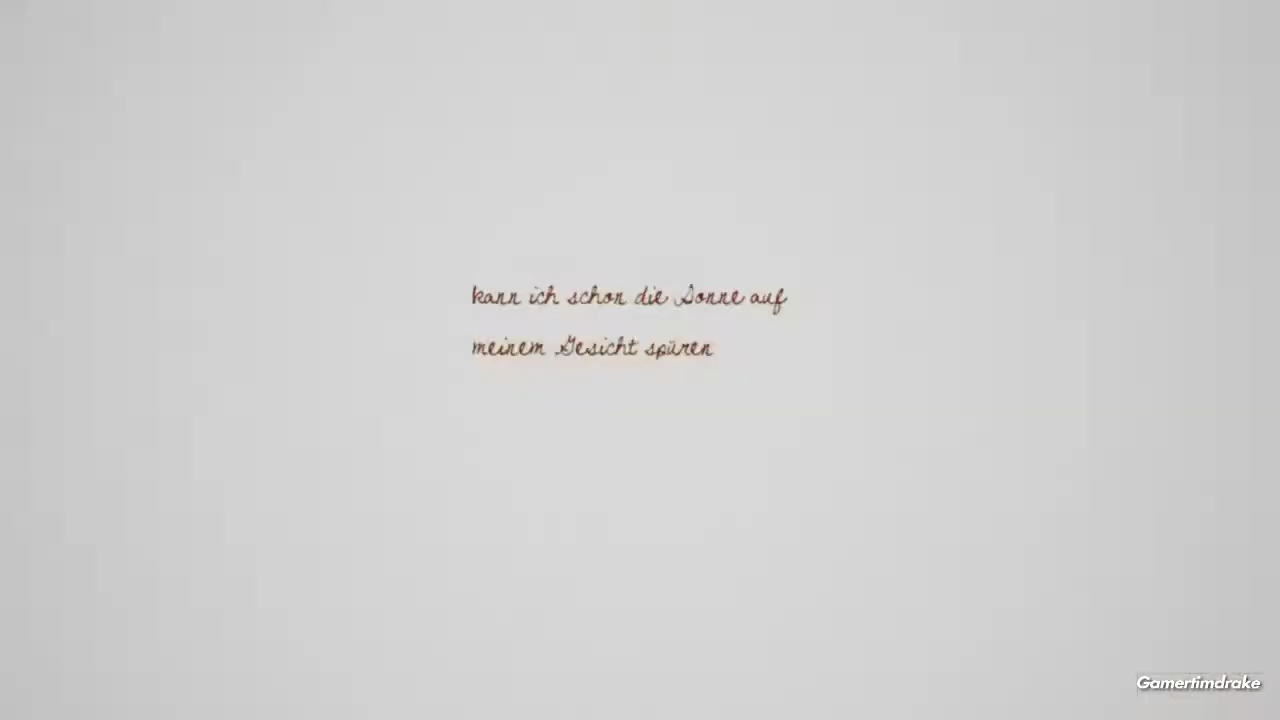 kann ich schon die Sonne auf
meinem Gesicht spüren
Gamertimdrake